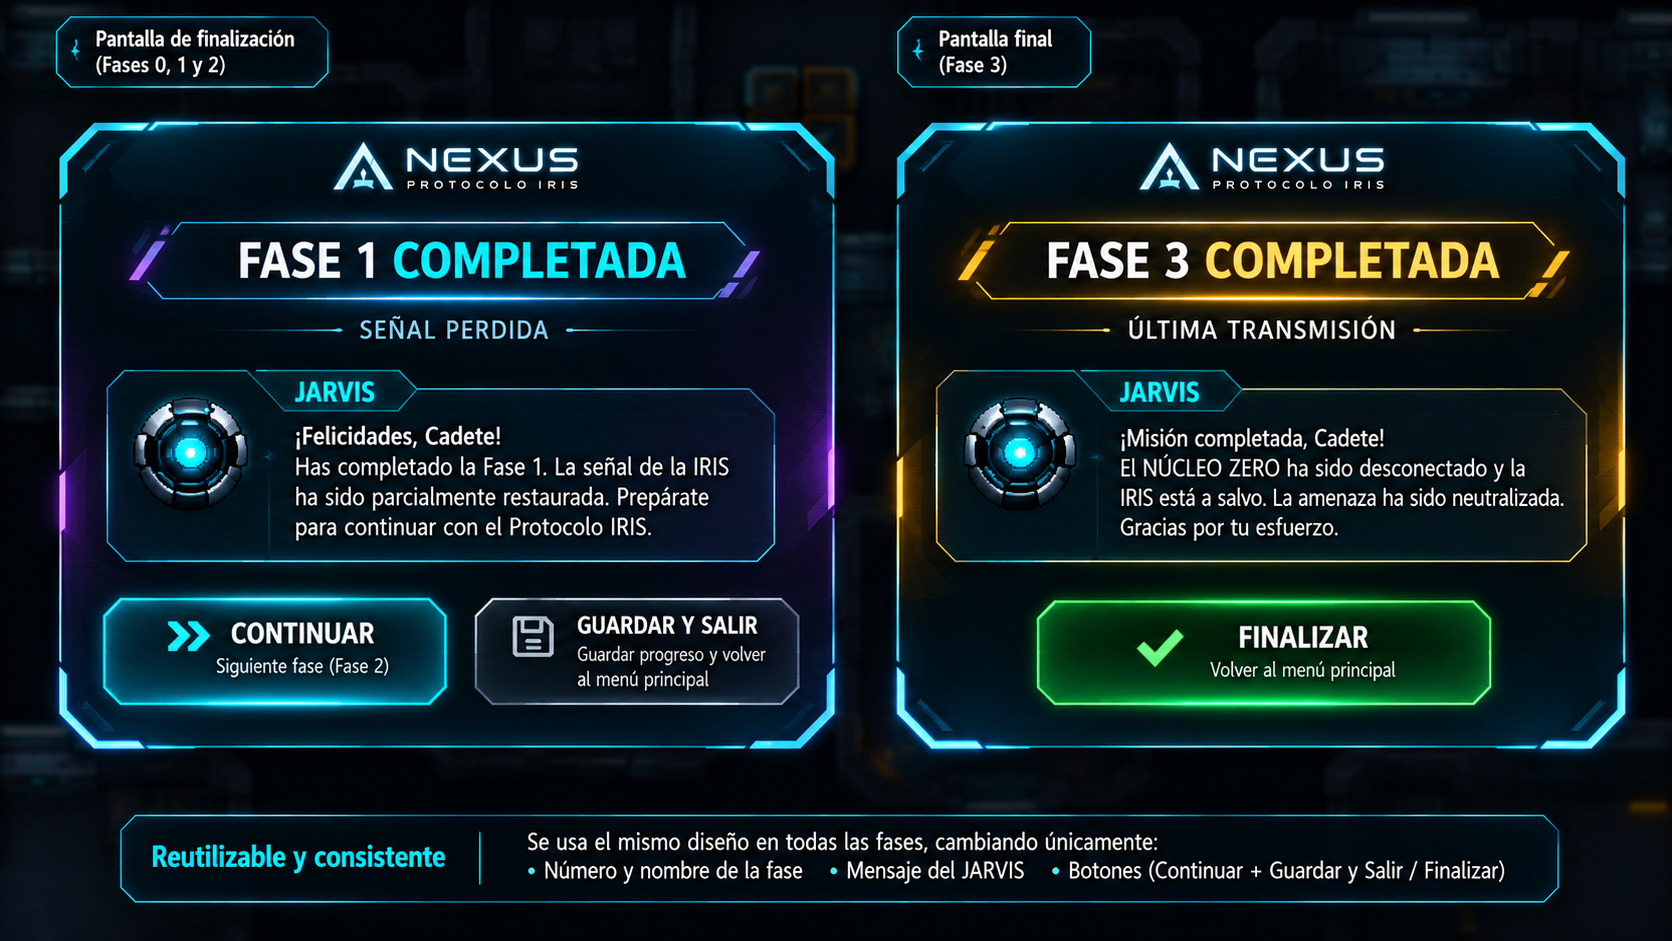 Pantalla de finalización
(Fases 0, 1 y 2)
NEXUS
PROTOCOLO IRIS
FASE 1 COMPLETADA
SEÑAL PERDIDA
JARVIS
¡Felicidades, Cadete!
Has completado la Fase 1. La señal de la IRIS
ha sido parcialmente restaurada. Prepárate
para continuar con el Protocolo IRIS.
CONTINUAR
Siguiente fase (Fase 2)
GUARDAR Y SALIR
Guardar progreso y volver
al menú principal
Pantalla final
(Fase 3)
NEXUS
PROTOCOLO IRIS
FASE 3 COMPLETADA
ÚLTIMA TRANSMISIÓN
JARVIS
¡Misión completada, Cadete!
El NÚCLEO ZERO ha sido desconectado y la
IRIS está a salvo. La amenaza ha sido neutralizada.
Gracias por tu esfuerzo.
FINALIZAR
Volver al menú principal
Reutilizable y consistente
Se usa el mismo diseño en todas las fases, cambiando únicamente:
• Número y nombre de la fase • Mensaje del JARVIS • Botones (Continuar + Guardar y Salir / Finalizar)